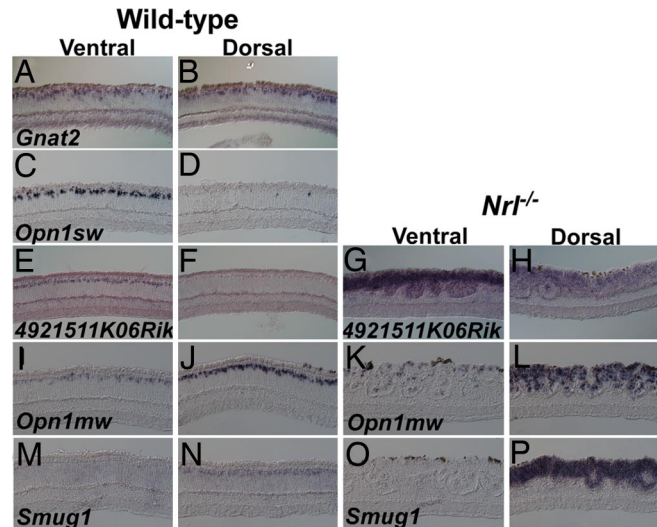 Wild-type
Ventral Dorsal
A B
Gnat2
C D
Opn1sw
Nrl-/-
Ventral Dorsal
E F G H
4921511K06Rik 4921511K06Rik
I J K L
Opn1mw Opn1mw
M N O P
Smug1 Smug1